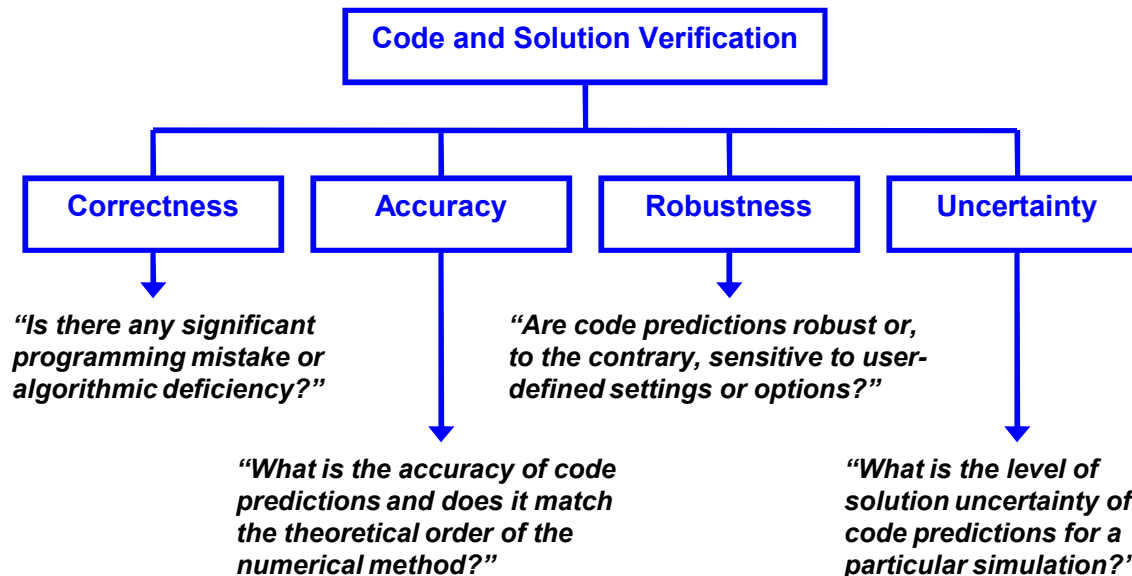 Code and Solution Verification
Correctness
Accuracy
Robustness
Uncertainty
“Is there any significant
programming mistake or
algorithmic deficiency?”
“Are code predictions robust or,
to the contrary, sensitive to user-
defined settings or options?”
“What is the accuracy of code
predictions and does it match
the theoretical order of the
numerical method?”
“What is the level of
solution uncertainty of
code predictions for a
particular simulation?”